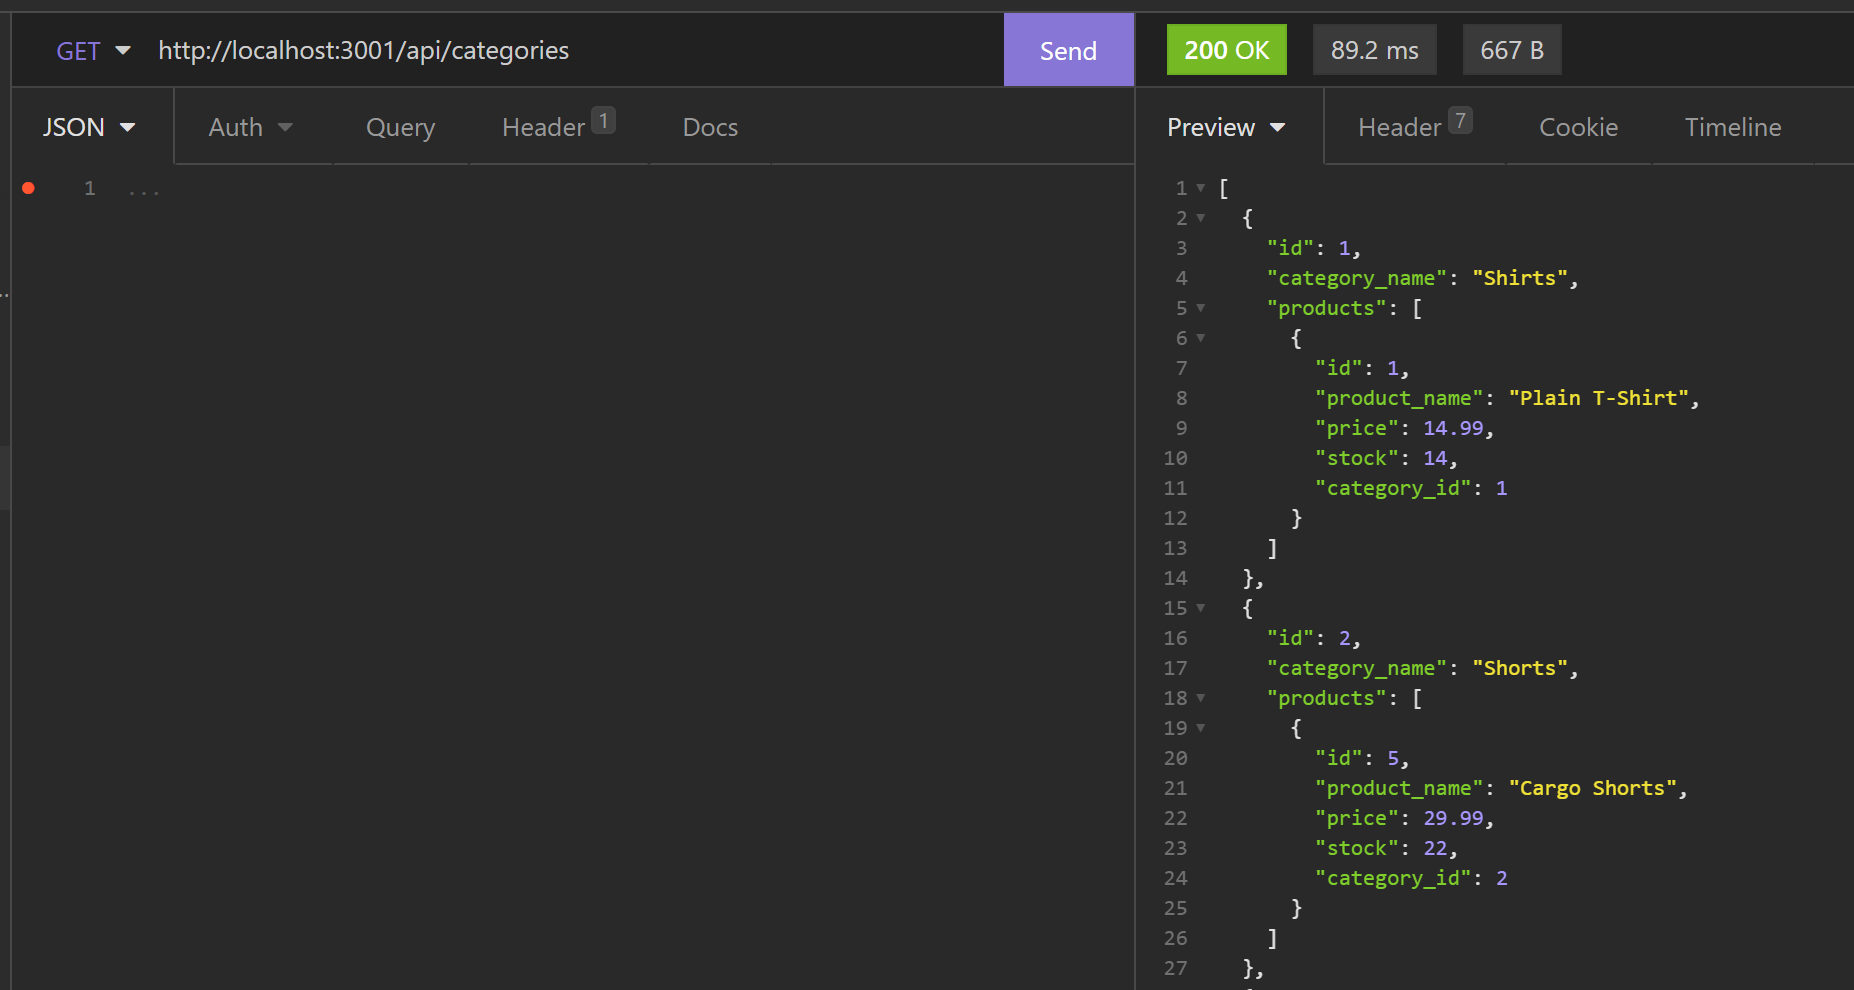 GET http://localhost:3001/api/categories Send 200 OK 89.2 ms 667 B
JSON Auth Query Header 1 Docs Preview Header 7 Cookie Timeline
1 ...
1 [
2 {
3 "id": 1,
4 "category_name": "Shirts",
5 "products": [
6 {
7 "id": 1,
8 "product_name": "Plain T-Shirt",
9 "price": 14.99,
10 "stock": 14,
11 "category_id": 1
12 }
13 ]
14 },
15 {
16 "id": 2,
17 "category_name": "Shorts",
18 "products": [
19 {
20 "id": 5,
21 "product_name": "Cargo Shorts",
22 "price": 29.99,
23 "stock": 22,
24 "category_id": 2
25 }
26 ]
27 },